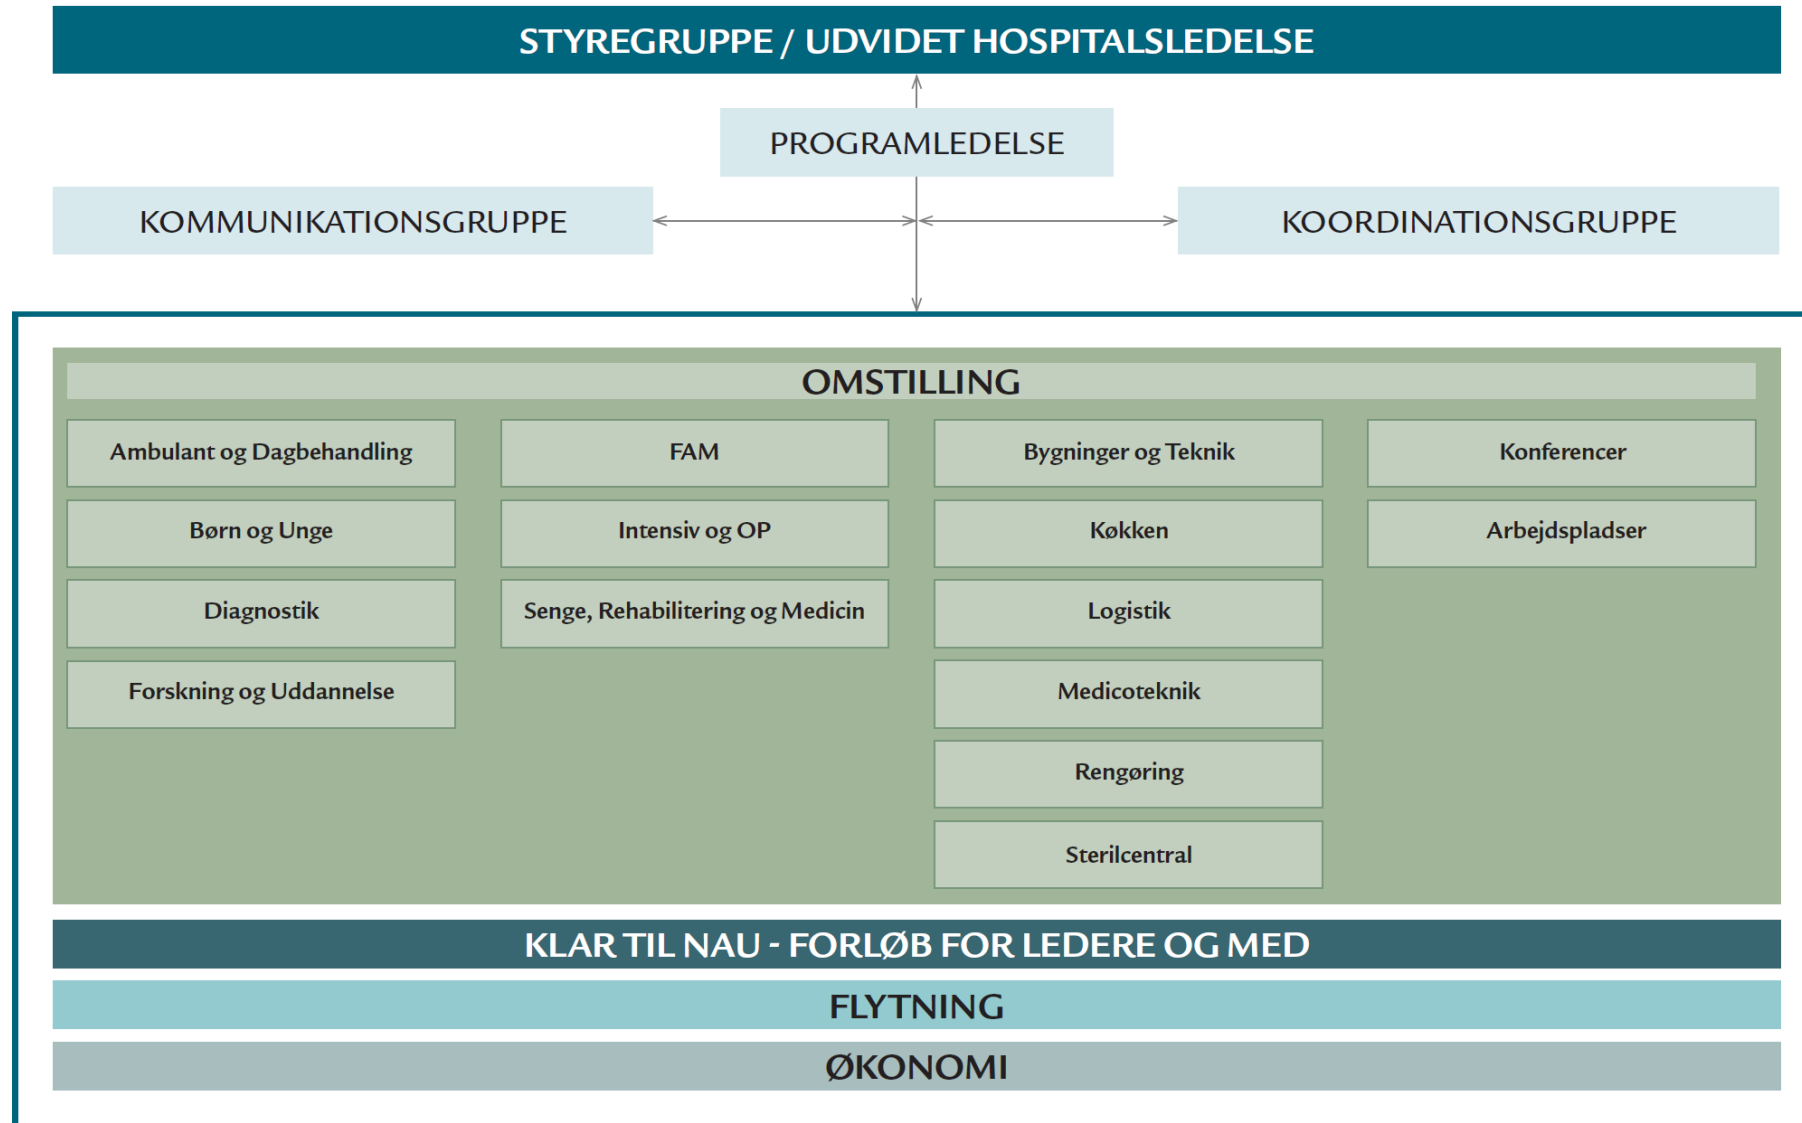 STYREGRUPPE / UDVIDET HOSPITALSLEDELSE
PROGRAMLEDELSE
KOMMUNIKATIONSGRUPPE
KOORDINATIONSGRUPPE
OMSTILLING
Ambulant og Dagbehandling
Børn og Unge
Diagnostik
Forskning og Uddannelse
FAM
Intensiv og OP
Senge, Rehabilitering og Medicin
Bygninger og Teknik
Køkken
Logistik
Medicoteknik
Rengøring
Sterilcentral
Konferencer
Arbejdspladser
KLAR TIL NAU - FORLØB FOR LEDERE OG MED
FLYTNING
ØKONOMI